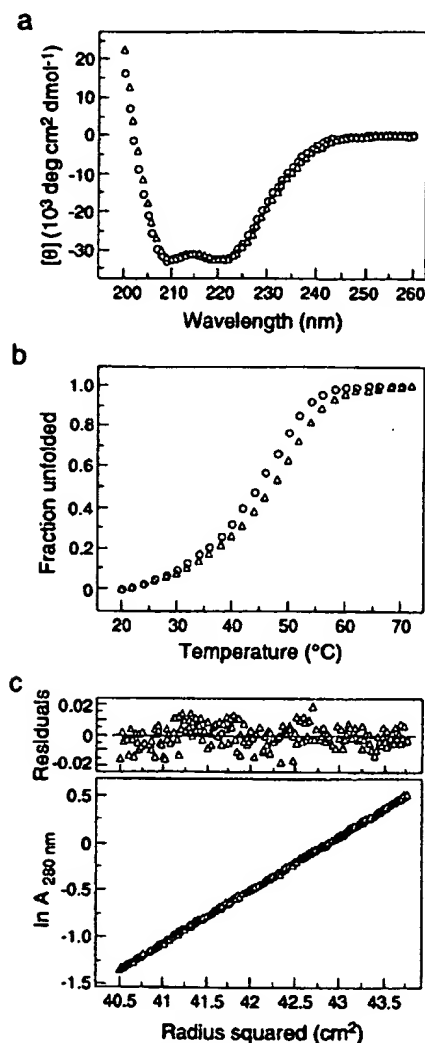 a
[θ] (10³ deg cm² dmol⁻¹)
20
10
0
-10
-20
-30
200 210 220 230 240 250 260
Wavelength (nm)
b
Fraction unfolded
1.0
0.8
0.6
0.4
0.2
0
20 30 40 50 60 70
Temperature (°C)
c
Residuals
0.02
0
-0.02
ln A 280 nm
0.5
0
-0.5
-1.0
-1.5
40.5 41 41.5 42 42.5 43 43.5
Radius squared (cm²)